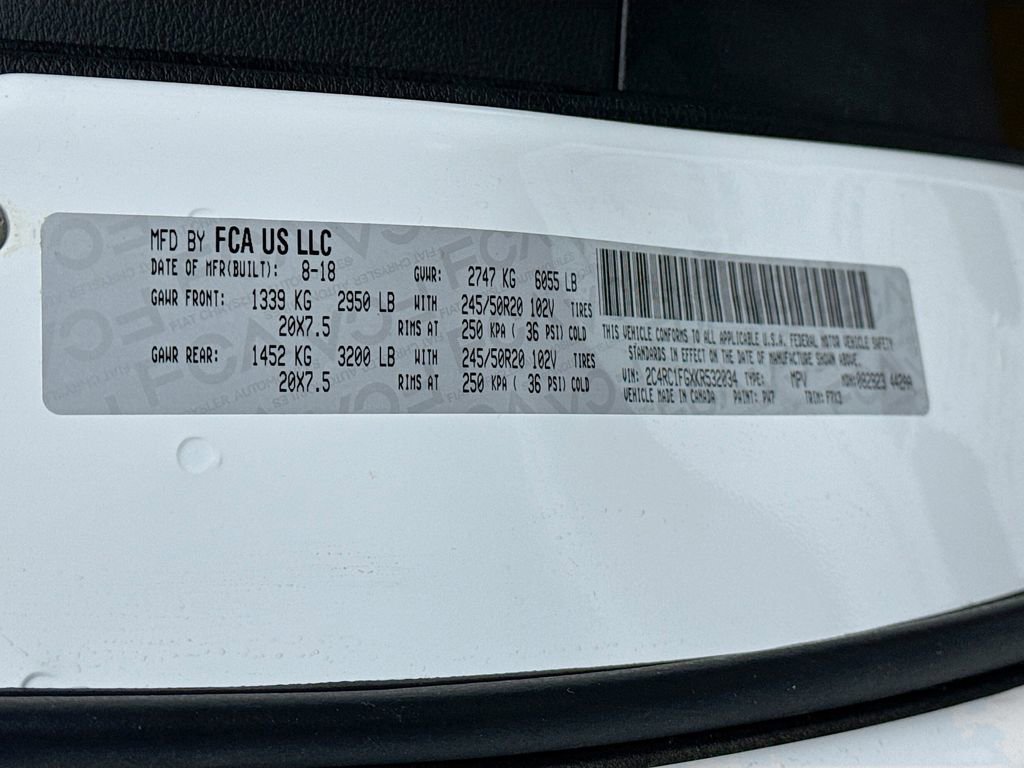 MFD BY FCA US LLC
DATE OF MFR(BUILT): 8-18 GVWR: 2747 KG 6055 LB
GAWR FRONT: 1339 KG 2950 LB WITH 245/50R20 102V TIRES
20X7.5 RIMS AT 250 KPA ( 36 PSI) COLD
GAWR REAR: 1452 KG 3200 LB WITH 245/50R20 102V TIRES
20X7.5 RIMS AT 250 KPA ( 36 PSI) COLD
THIS VEHICLE CONFORMS TO ALL APPLICABLE U.S.A. FEDERAL MOTOR VEHICLE SAFETY
STANDARDS IN EFFECT ON THE DATE OF MANUFACTURE SHOWN ABOVE.
VIN: 2C4RC1FGXKR532034 TYPE: MPV MDH:
VEHICLE MADE IN CANADA PAINT: PW7 TRIM: